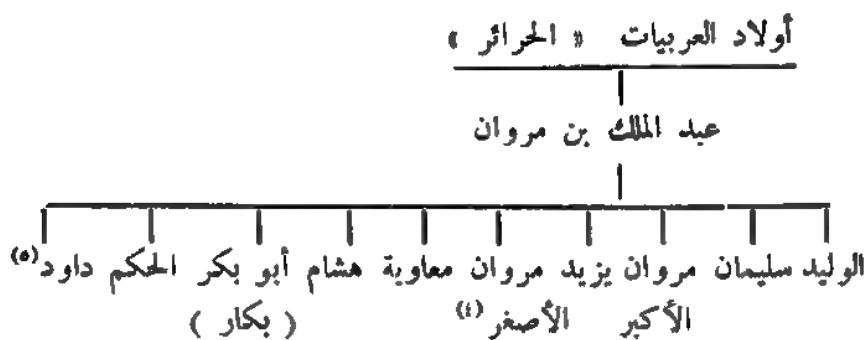 أولاد العربيات « الحرائر »
عبد الملك بن مروان
الوليد سليمان مروان يزيد مروان معاوية هشام أبو بكر الحكم داود(٥)
الأكبر الأصغر(٤) ( بكار )